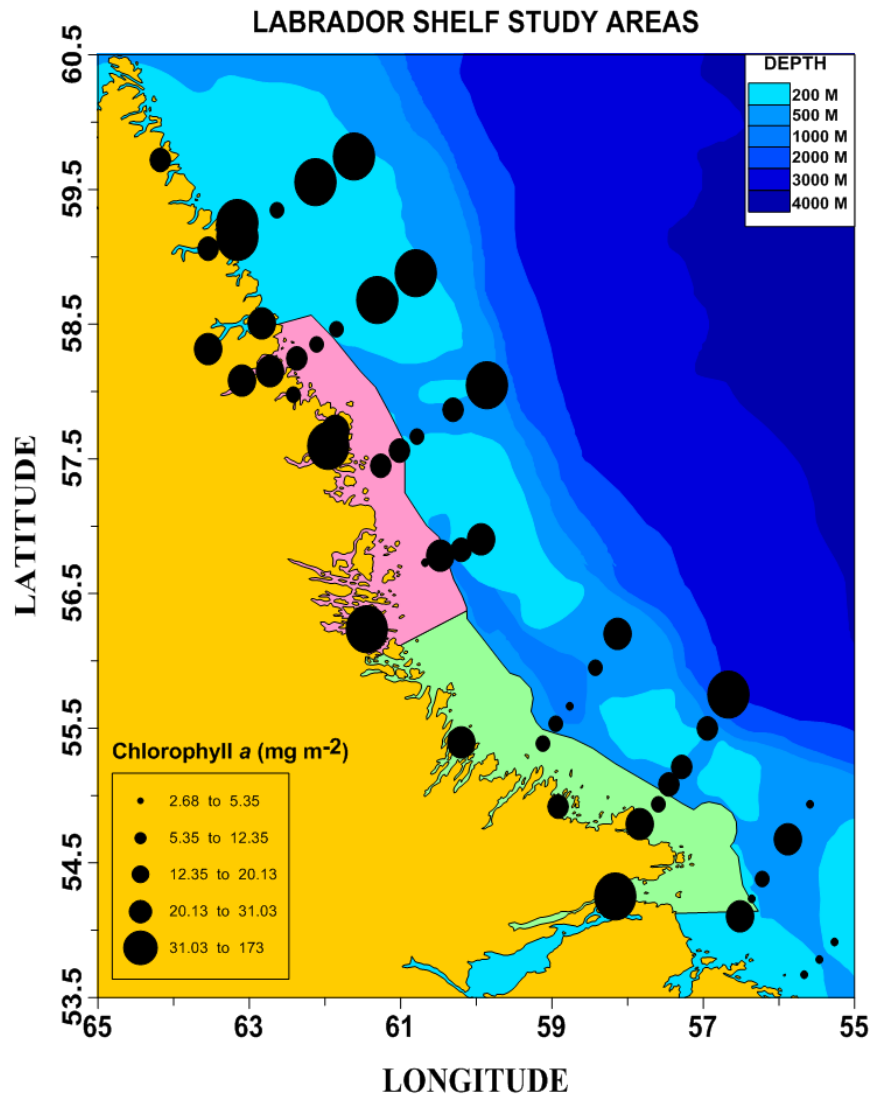 LABRADOR SHELF STUDY AREAS
DEPTH
200 M
500 M
1000 M
2000 M
3000 M
4000 M
60.5
59.5
58.5
57.5
56.5
55.5
54.5
53.5
LATITUDE
Chlorophyll a (mg m-2)
2.68 to 5.35
5.35 to 12.35
12.35 to 20.13
20.13 to 31.03
31.03 to 173
65 63 61 59 57 55
LONGITUDE